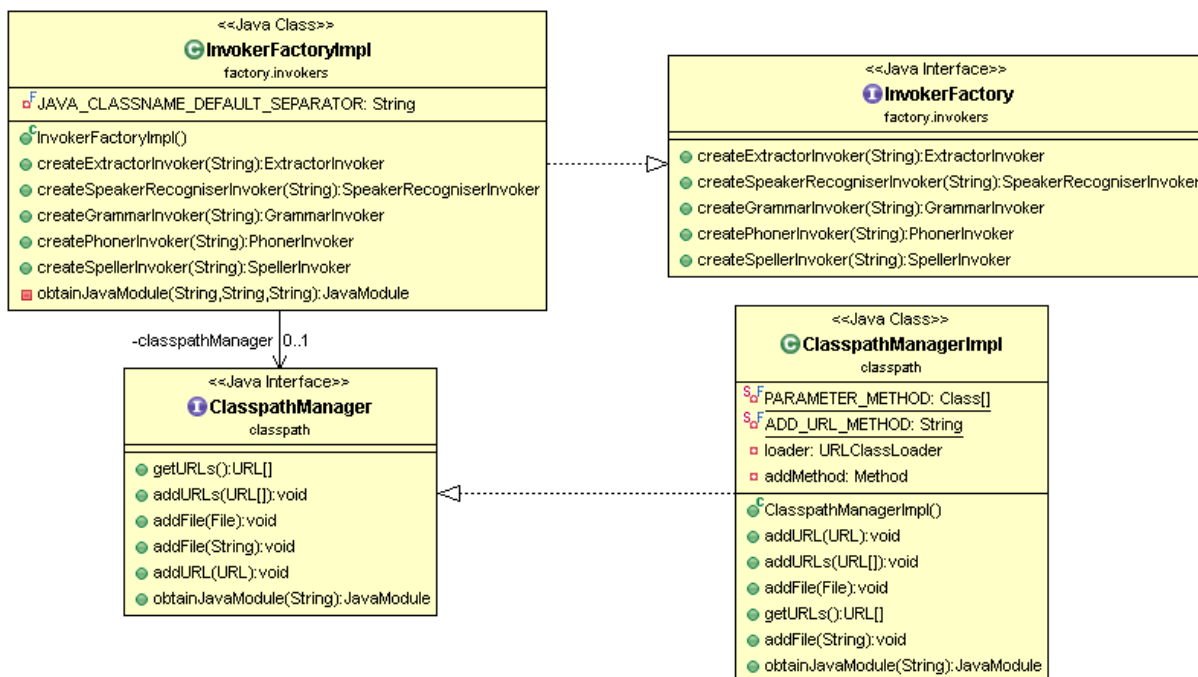 <<Java Class>>
InvokerFactoryImpl
factory.invokers
JAVA_CLASSNAME_DEFAULT_SEPARATOR: String
InvokerFactoryImpl()
createExtractorInvoker(String):ExtractorInvoker
createSpeakerRecogniserInvoker(String):SpeakerRecogniserInvoker
createGrammarInvoker(String):GrammarInvoker
createPhonerInvoker(String):PhonerInvoker
createSpellerInvoker(String):SpellerInvoker
obtainJavaModule(String,String,String):JavaModule
<<Java Interface>>
InvokerFactory
factory.invokers
createExtractorInvoker(String):ExtractorInvoker
createSpeakerRecogniserInvoker(String):SpeakerRecogniserInvoker
createGrammarInvoker(String):GrammarInvoker
createPhonerInvoker(String):PhonerInvoker
createSpellerInvoker(String):SpellerInvoker
-classpathManager 0..1
<<Java Interface>>
ClasspathManager
classpath
getURLs():URL[]
addURLs(URL[]):void
addFile(File):void
addFile(String):void
addURL(URL):void
obtainJavaModule(String):JavaModule
<<Java Class>>
ClasspathManagerImpl
classpath
PARAMETER_METHOD: Class[]
ADD_URL_METHOD: String
loader: URLClassLoader
addMethod: Method
ClasspathManagerImpl()
addURL(URL):void
addURLs(URL[]):void
addFile(File):void
getURLs():URL[]
addFile(String):void
obtainJavaModule(String):JavaModule